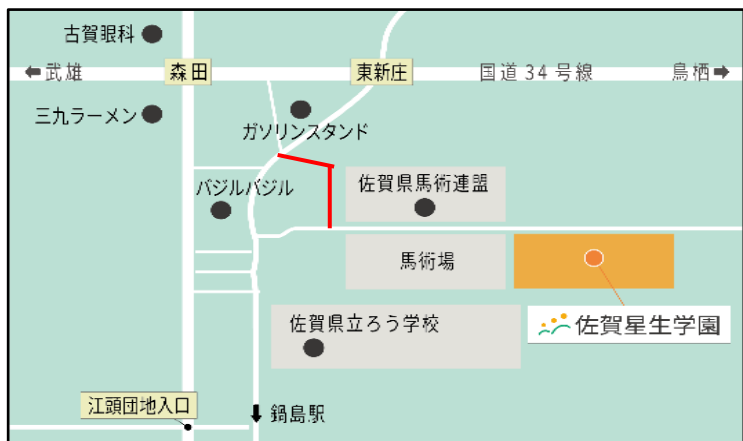 古賀眼科
⬅武雄
森田
東新庄
国道34号線
鳥栖➡
三九ラーメン
ガソリンスタンド
バジルバジル
佐賀県馬術連盟
馬術場
佐賀県立ろう学校
佐賀星生学園
江頭団地入口
⬇鍋島駅